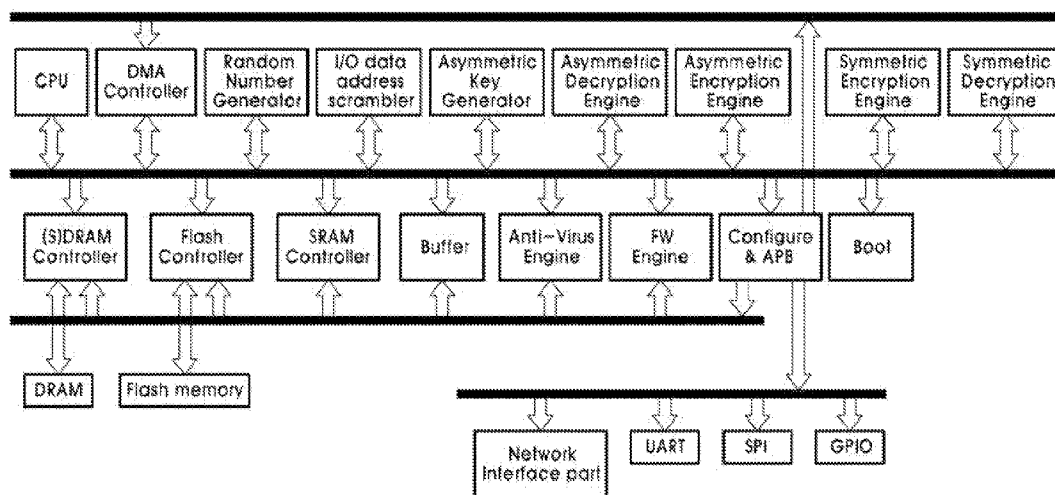 CPU
DMA
Controller
Random
Number
Generator
I/O data
address
scrambler
Asymmetric
Key
Generator
Asymmetric
Decryption
Engine
Asymmetric
Encryption
Engine
Symmetric
Encryption
Engine
Symmetric
Decryption
Engine
(S)DRAM
Controller
Flash
Controller
SRAM
Controller
Buffer
Anti-Virus
Engine
FW
Engine
Configure
& APB
Boot
DRAM
Flash memory
Network
Interface part
UART
SPI
GPIO